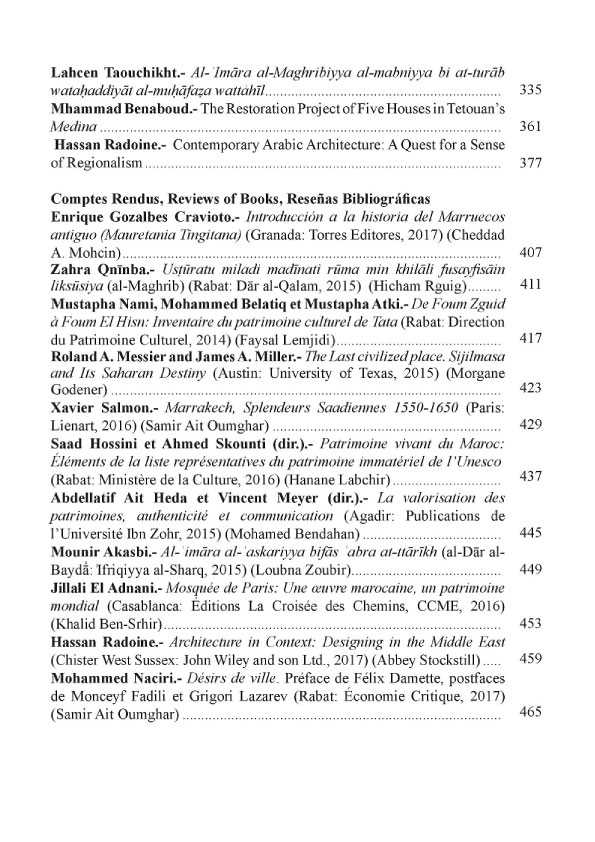 Lahcen Taouchikht.- Al-ʿImāra al-Maghribiyya al-mabniyya bi at-turāb
wataḥaddiyāt al-muḥāfaẓa wattahīl 335
Mhammad Benaboud.- The Restoration Project of Five Houses in Tetouan's
Medina 361
Hassan Radoine.- Contemporary Arabic Architecture: A Quest for a Sense
of Regionalism 377
Comptes Rendus, Reviews of Books, Reseñas Bibliográficas
Enrique Gozalbes Cravioto.- Introducción a la historia del Marruecos
antiguo (Mauretania Tingitana) (Granada: Torres Editores, 2017) (Cheddad
A. Mohcin) 407
Zahra Qnīnba.- Usṭūratu miladi madīnati rūma min khilāli fusayfisāin
liksūsiya (al-Maghrib) (Rabat: Dār al-Qalam, 2015) (Hicham Rguig) 411
Mustapha Nami, Mohammed Belatiq et Mustapha Atki.- De Foum Zguid
à Foum El Hisn: Inventaire du patrimoine culturel de Tata (Rabat: Direction
du Patrimoine Culturel, 2014) (Faysal Lemjidi) 417
Roland A. Messier and James A. Miller.- The Last civilized place. Sijilmasa
and Its Saharan Destiny (Austin: University of Texas, 2015) (Morgane
Godener) 423
Xavier Salmon.- Marrakech, Splendeurs Saadiennes 1550-1650 (Paris:
Lienart, 2016) (Samir Ait Oumghar) 429
Saad Hossini et Ahmed Skounti (dir.).- Patrimoine vivant du Maroc:
Éléments de la liste représentatives du patrimoine immatériel de l'Unesco
(Rabat: Ministère de la Culture, 2016) (Hanane Labchir) 437
Abdellatif Ait Heda et Vincent Meyer (dir.).- La valorisation des
patrimoines, authenticité et communication (Agadir: Publications de
l'Université Ibn Zohr, 2015) (Mohamed Bendahan) 445
Mounir Akasbi.- Al-ʿimāra al-ʿaskariyya bifās ʿabra at-ttārīkh (al-Dār al-
Bayḍẚ: Ifriqiyya al-Sharq, 2015) (Loubna Zoubir) 449
Jillali El Adnani.- Mosquée de Paris: Une œuvre marocaine, un patrimoine
mondial (Casablanca: Éditions La Croisée des Chemins, CCME, 2016)
(Khalid Ben-Srhir) 453
Hassan Radoine.- Architecture in Context: Designing in the Middle East
(Chister West Sussex: John Wiley and son Ltd., 2017) (Abbey Stockstill) 459
Mohammed Naciri.- Désirs de ville. Préface de Félix Damette, postfaces
de Monceyf Fadili et Grigori Lazarev (Rabat: Économie Critique, 2017)
(Samir Ait Oumghar) 465